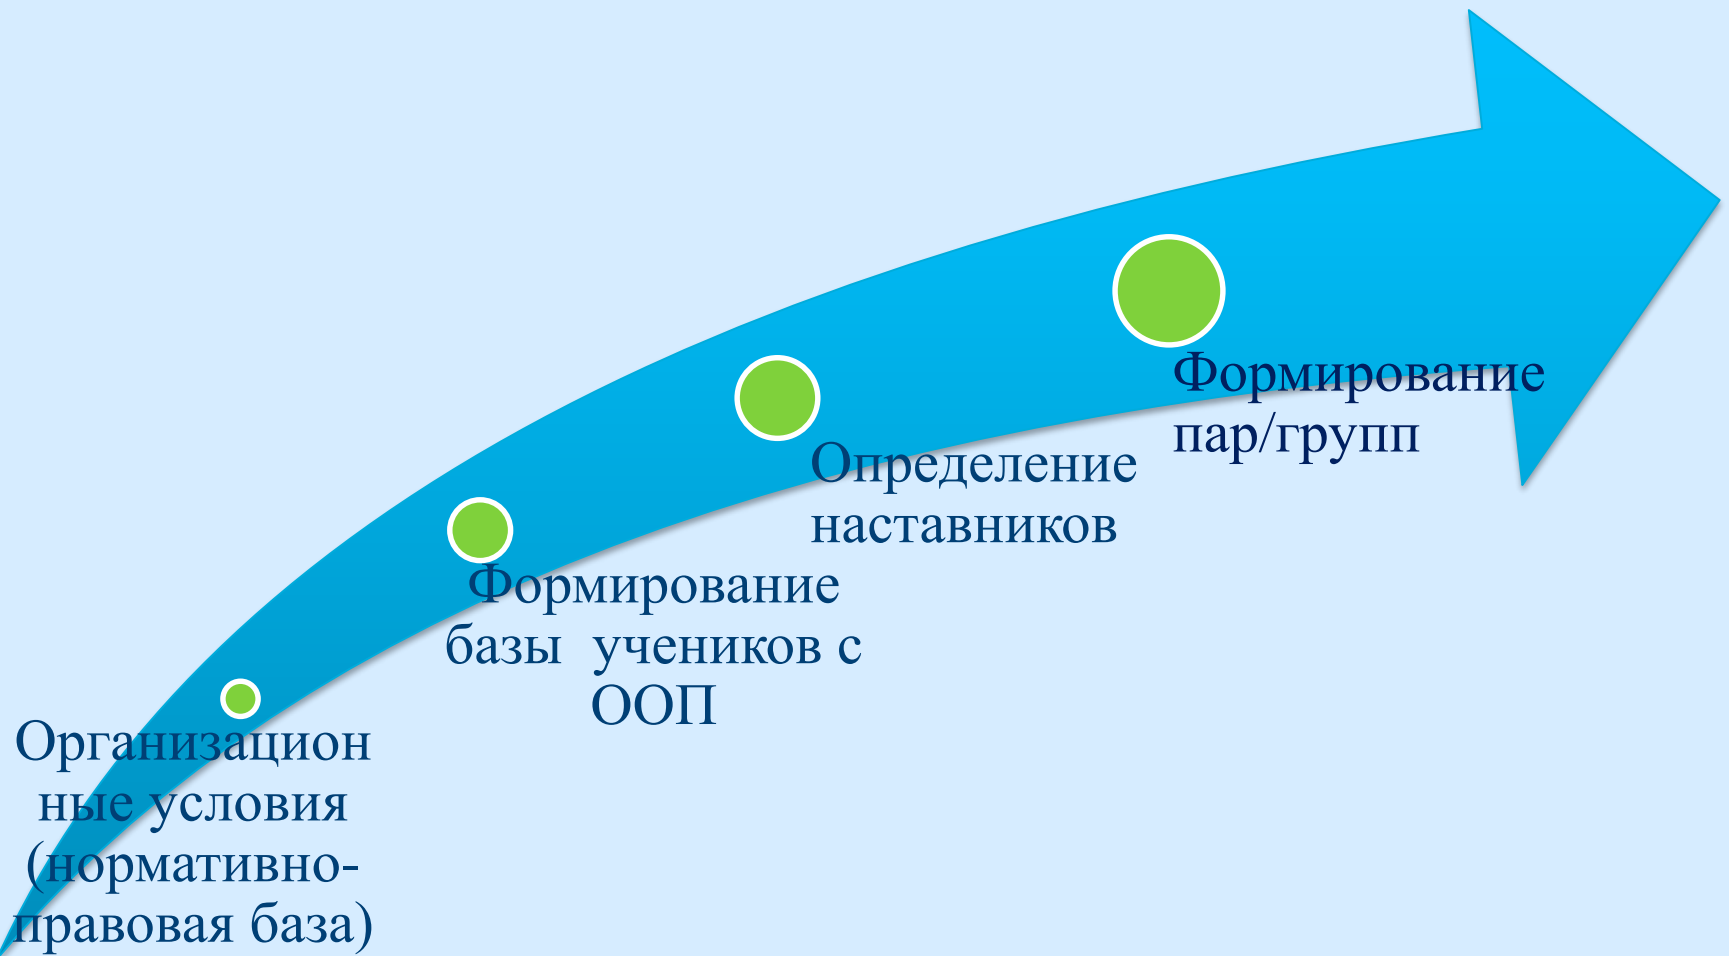 Организацион
ные условия
(нормативно-
правовая база)
Формирование
базы  учеников с
ООП
Определение
наставников
Формирование
пар/групп